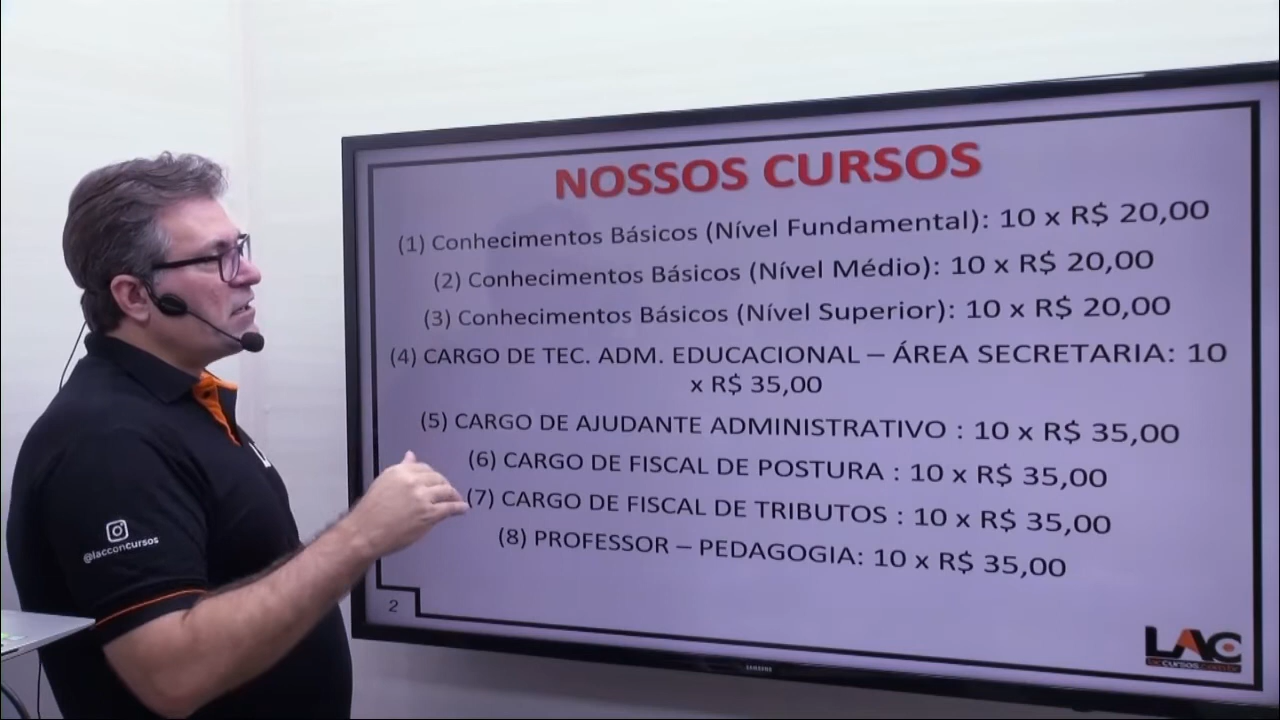 NOSSOS CURSOS
(1) Conhecimentos Básicos (Nível Fundamental): 10 x R$ 20,00
(2) Conhecimentos Básicos (Nível Médio): 10 x R$ 20,00
(3) Conhecimentos Básicos (Nível Superior): 10 x R$ 20,00
(4) CARGO DE TEC. ADM. EDUCACIONAL – ÁREA SECRETARIA: 10
x R$ 35,00
(5) CARGO DE AJUDANTE ADMINISTRATIVO : 10 x R$ 35,00
(6) CARGO DE FISCAL DE POSTURA : 10 x R$ 35,00
(7) CARGO DE FISCAL DE TRIBUTOS : 10 x R$ 35,00
(8) PROFESSOR – PEDAGOGIA: 10 x R$ 35,00
2
LAC
SAMSUNG
@lacconcursos